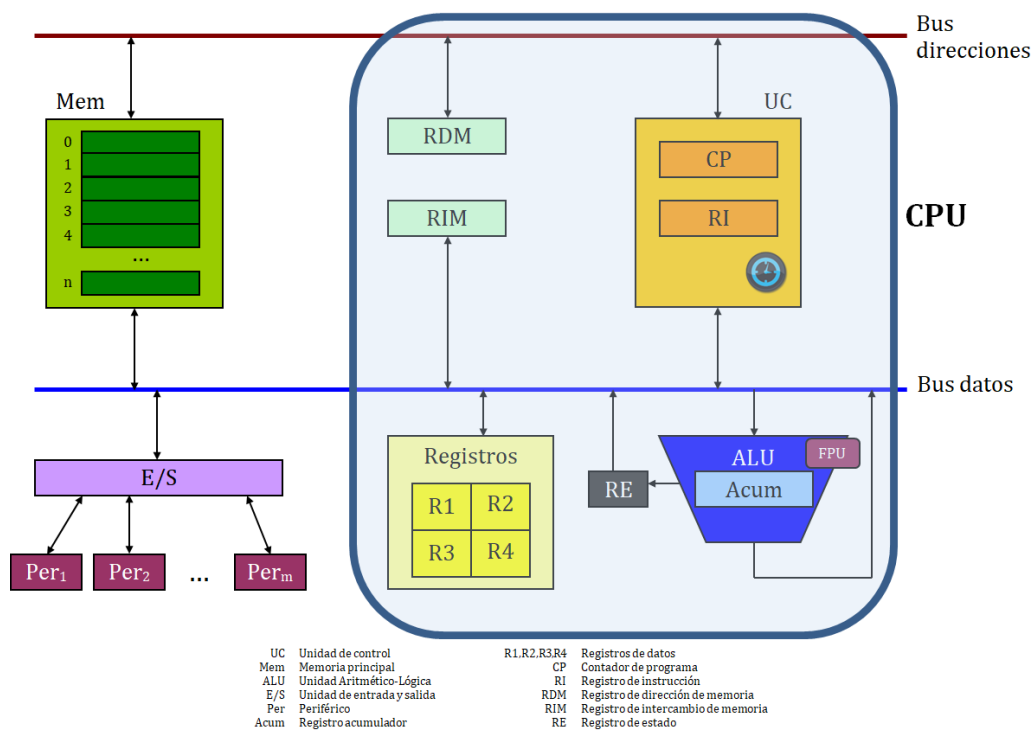 Bus
direcciones
Mem
UC
0
1
2
3
4
...
n
RDM
RIM
CP
RI
CPU
Bus datos
E/S
Per1
Per2
...
Perm
Registros
R1
R2
R3
R4
RE
ALU
FPU
Acum
UC Unidad de control
Mem Memoria principal
ALU Unidad Aritmético-Lógica
E/S Unidad de entrada y salida
Per Periférico
Acum Registro acumulador
R1,R2,R3,R4 Registros de datos
CP Contador de programa
RI Registro de instrucción
RDM Registro de dirección de memoria
RIM Registro de intercambio de memoria
RE Registro de estado